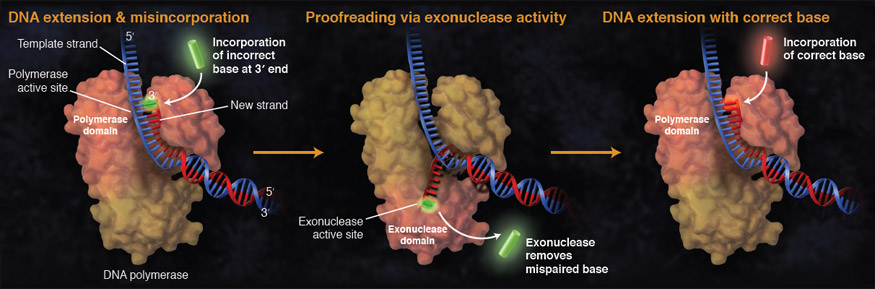 DNA extension & misincorporation
5′
Template strand
Incorporation
of incorrect
base at 3′ end
Polymerase
active site
3′
New strand
Polymerase
domain
5′
3′
DNA polymerase
Proofreading via exonuclease activity
Exonuclease
active site
Exonuclease
domain
Exonuclease
removes
mispaired base
DNA extension with correct base
Incorporation
of correct base
Polymerase
domain